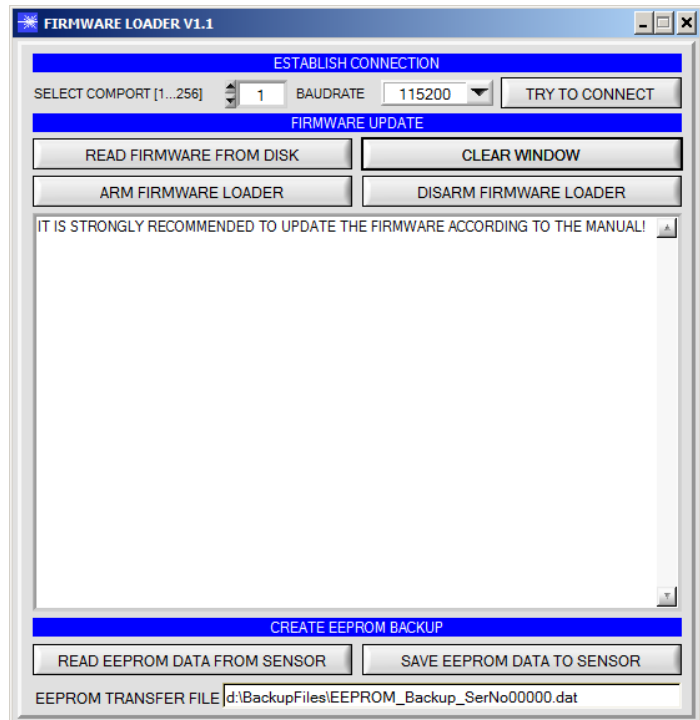 FIRMWARE LOADER V1.1
ESTABLISH CONNECTION
SELECT COMPORT [1...256] 1 BAUDRATE 115200 TRY TO CONNECT
FIRMWARE UPDATE
READ FIRMWARE FROM DISK CLEAR WINDOW
ARM FIRMWARE LOADER DISARM FIRMWARE LOADER
IT IS STRONGLY RECOMMENDED TO UPDATE THE FIRMWARE ACCORDING TO THE MANUAL!
CREATE EEPROM BACKUP
READ EEPROM DATA FROM SENSOR SAVE EEPROM DATA TO SENSOR
EEPROM TRANSFER FILE d:\BackupFiles\EEPROM_Backup_SerNo00000.dat